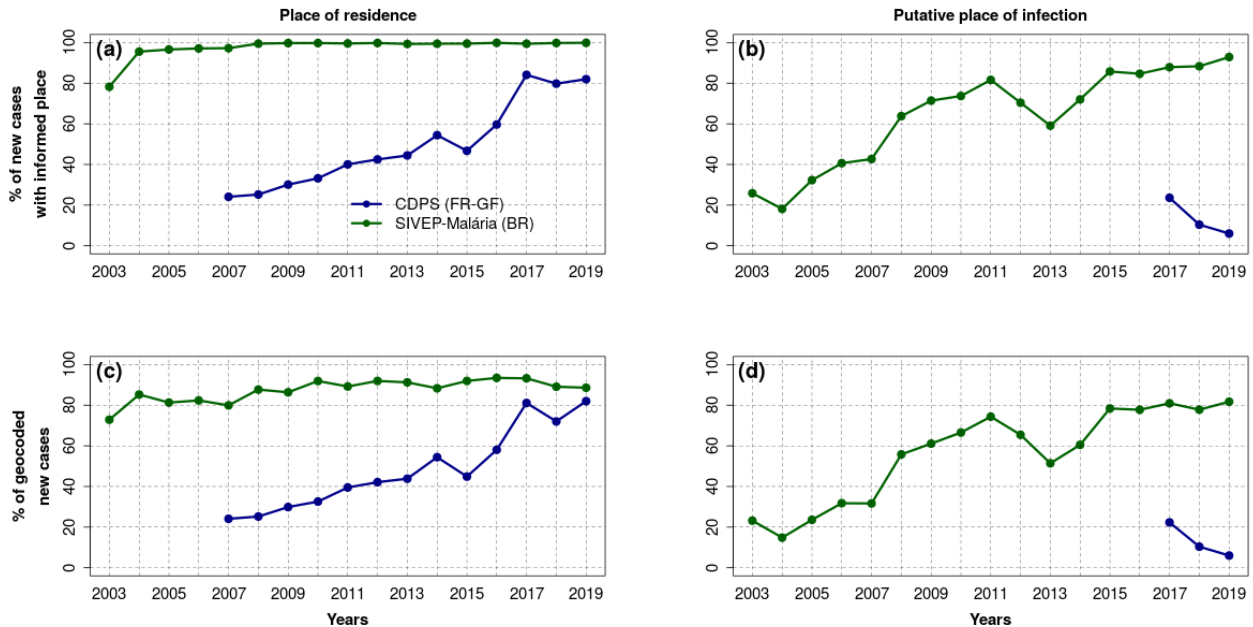 Place of residence
Putative place of infection
% of new cases
with informed place
(a)
100
80
60
40
20
0
CDPS (FR-GF)
SIVEP-Malária (BR)
2003 2005 2007 2009 2011 2013 2015 2017 2019
(b)
100
80
60
40
20
0
2003 2005 2007 2009 2011 2013 2015 2017 2019
% of geocoded
new cases
(c)
100
80
60
40
20
0
2003 2005 2007 2009 2011 2013 2015 2017 2019
Years
(d)
100
80
60
40
20
0
2003 2005 2007 2009 2011 2013 2015 2017 2019
Years